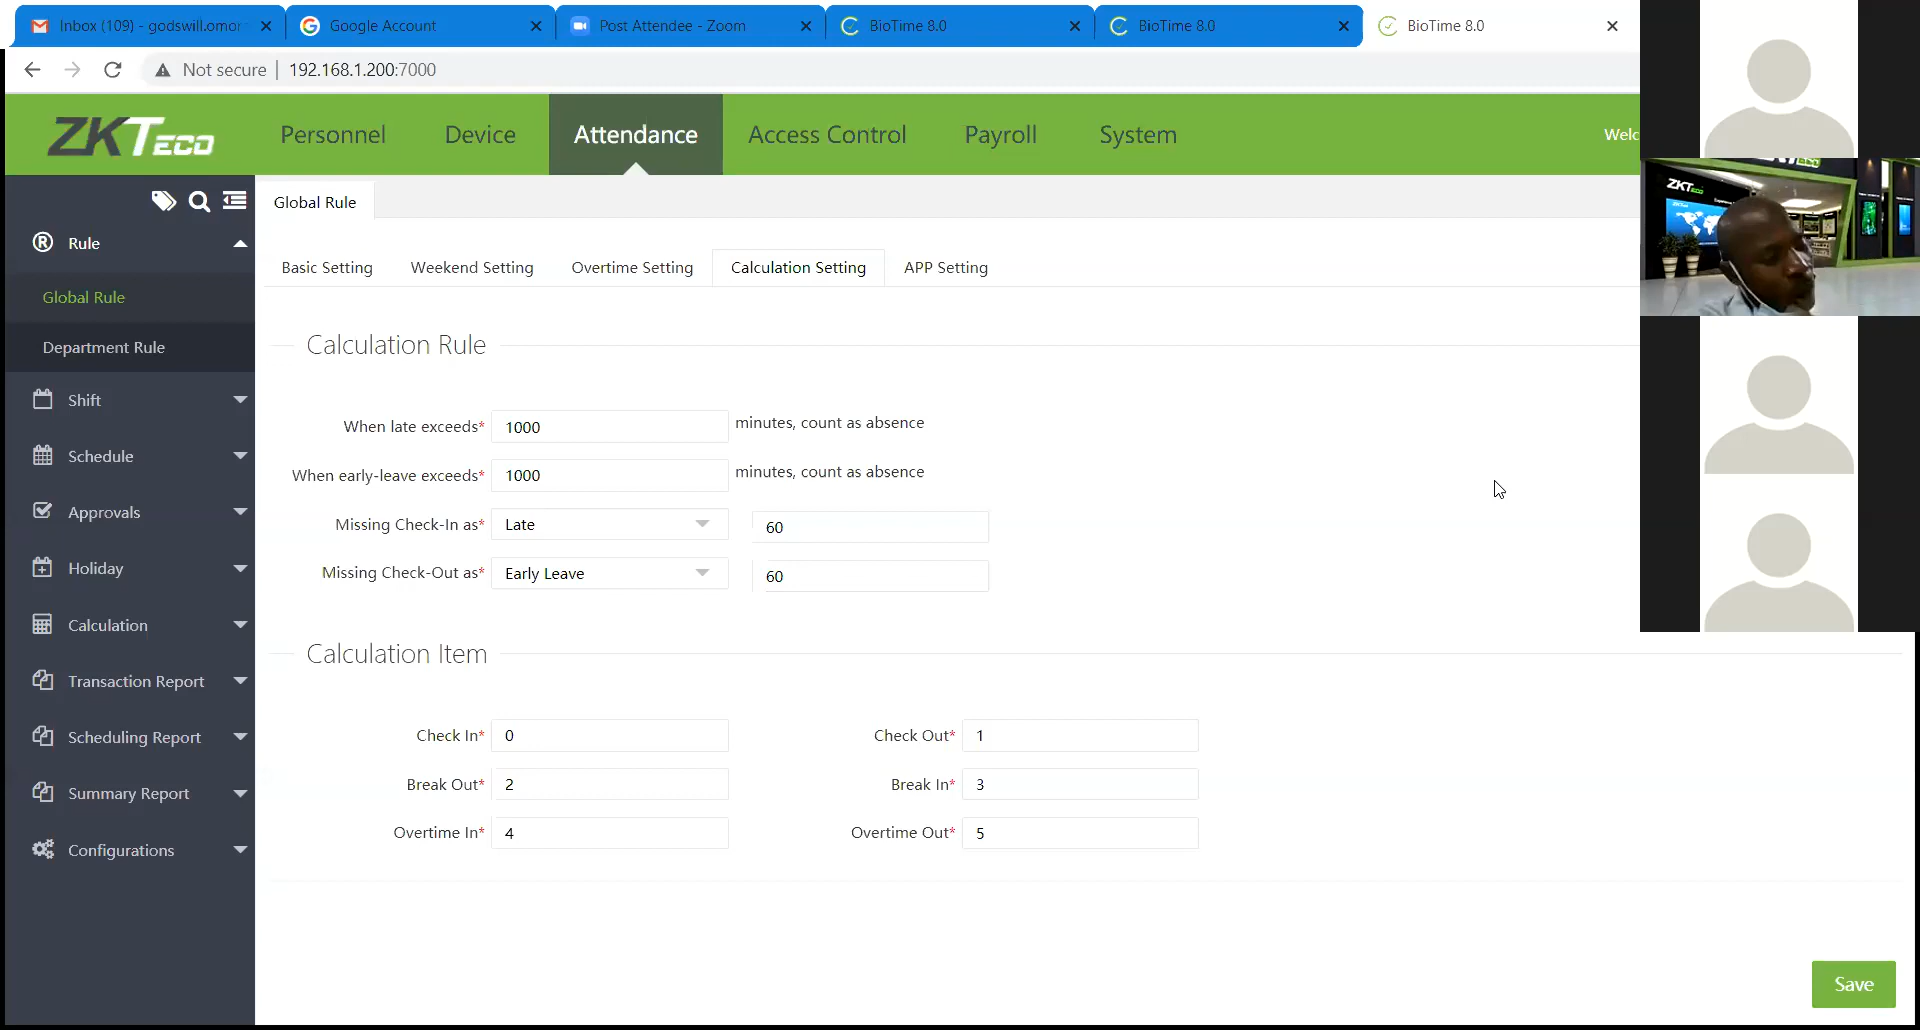 Inbox (109) - godswill.omor
Google Account
Post Attendee - Zoom
BioTime 8.0
BioTime 8.0
BioTime 8.0
Not secure
192.168.1.200:7000
ZKTeco
Personnel
Device
Attendance
Access Control
Payroll
System
Welc
Global Rule
Rule
Global Rule
Department Rule
Shift
Schedule
Approvals
Holiday
Calculation
Transaction Report
Scheduling Report
Summary Report
Configurations
Basic Setting
Weekend Setting
Overtime Setting
Calculation Setting
APP Setting
Calculation Rule
When late exceeds* 1000 minutes, count as absence
When early-leave exceeds* 1000 minutes, count as absence
Missing Check-In as* Late 60
Missing Check-Out as* Early Leave 60
Calculation Item
Check In* 0 Check Out* 1
Break Out* 2 Break In* 3
Overtime In* 4 Overtime Out* 5
Save
ZKTeco